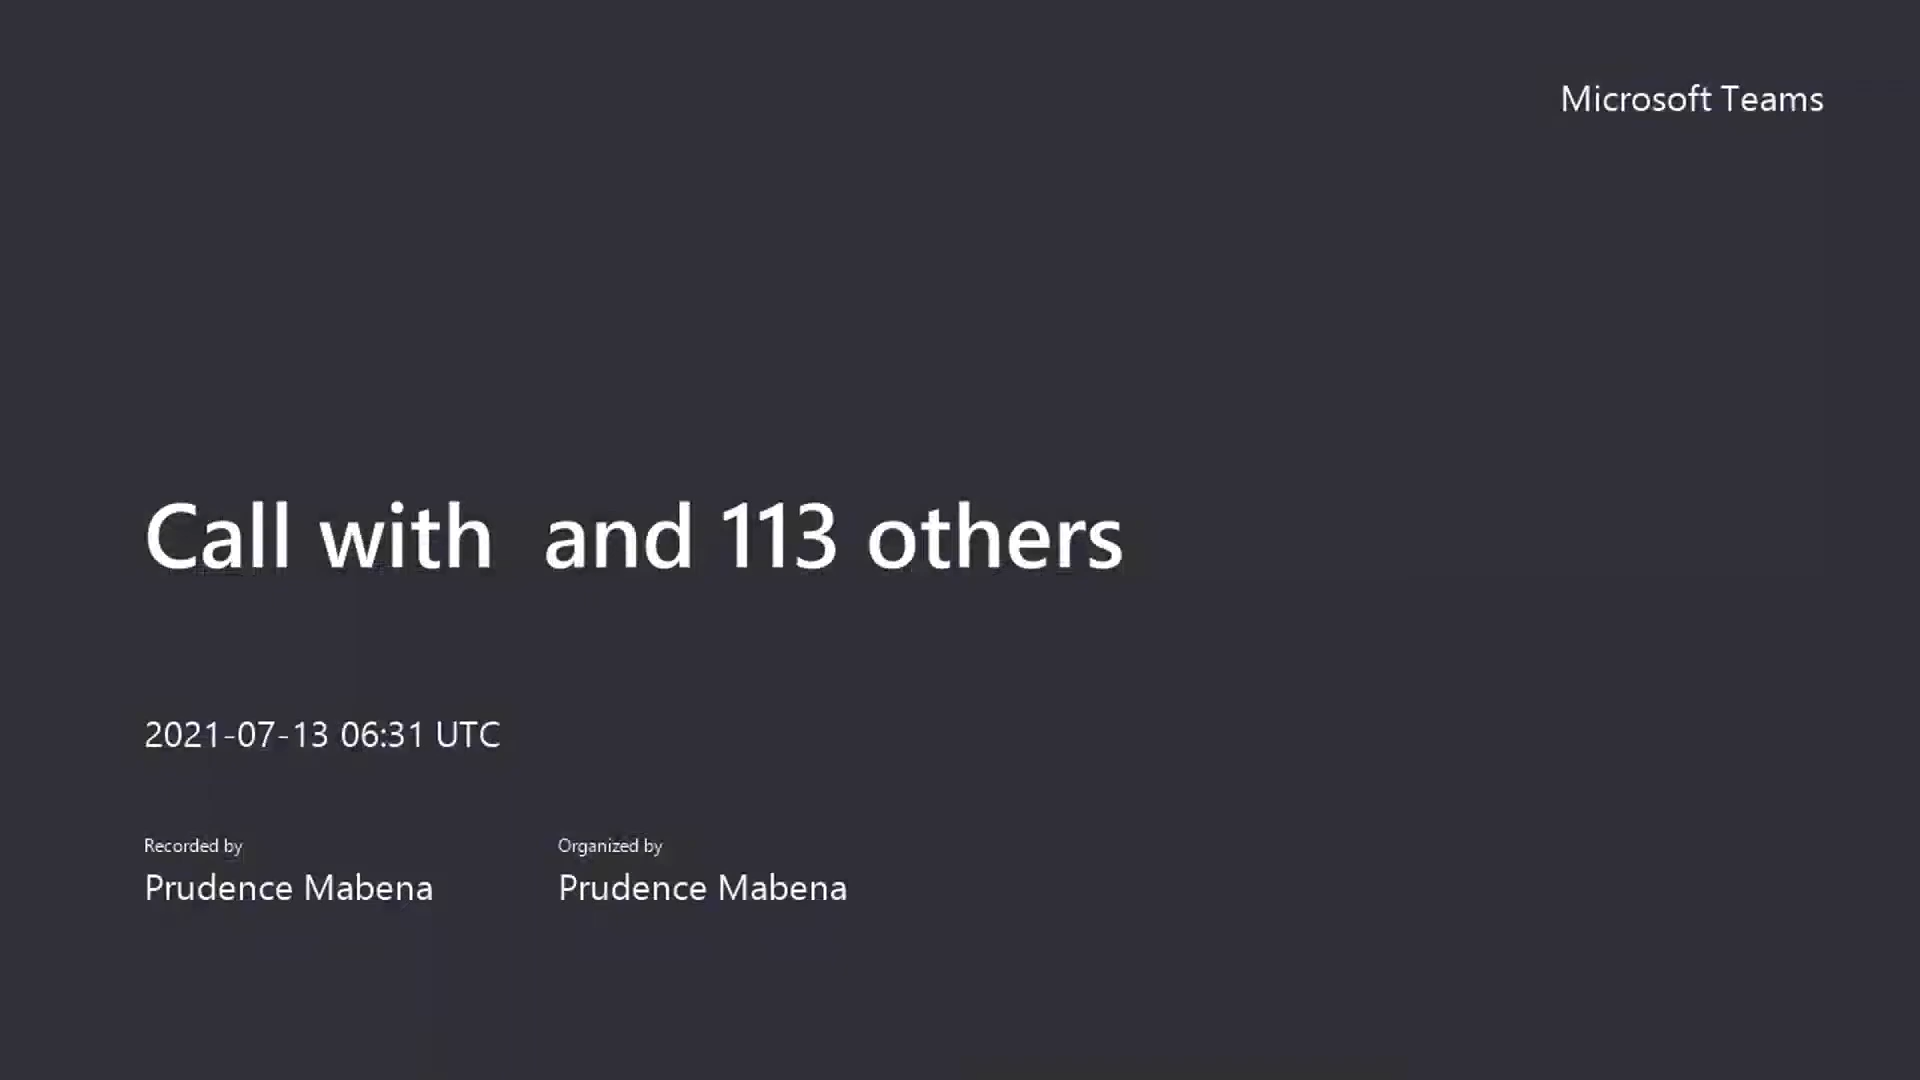 Microsoft Teams
Call with  and 113 others
2021-07-13 06:31 UTC
Recorded by
Prudence Mabena
Organized by
Prudence Mabena